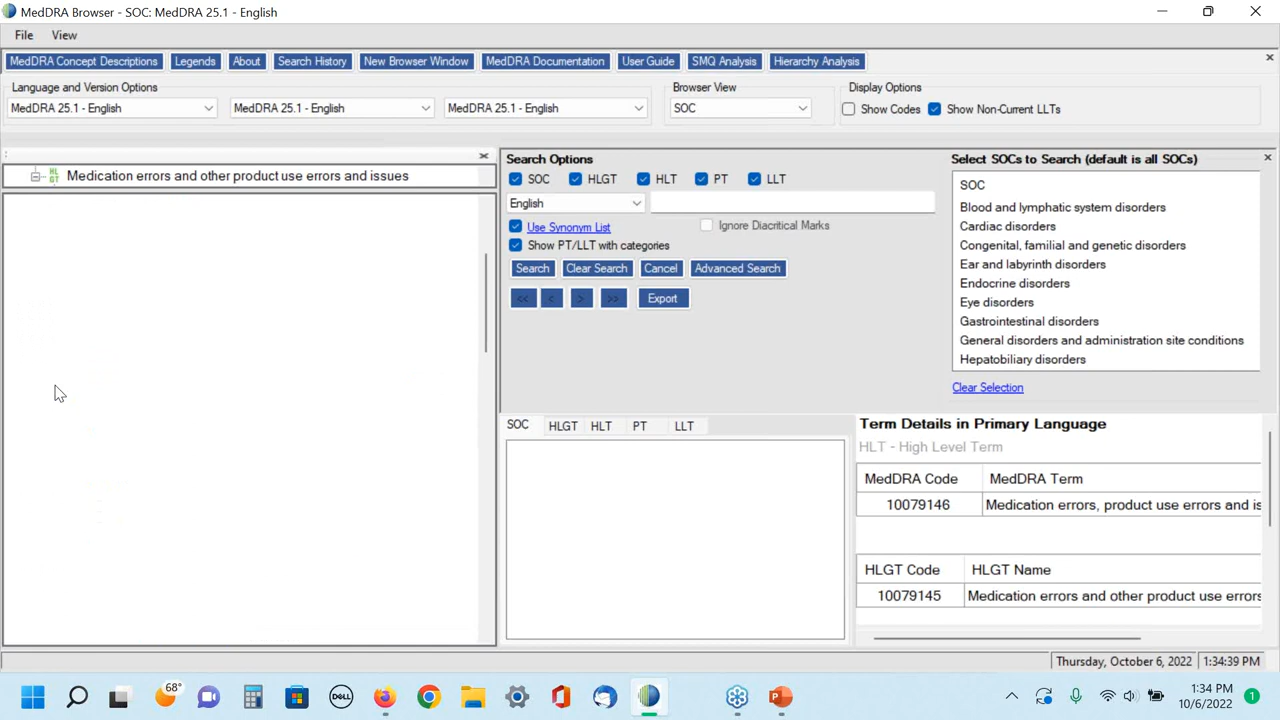 MedDRA Browser - SOC: MedDRA 25.1 - English
File View
MedDRA Concept Descriptions Legends About Search History New Browser Window MedDRA Documentation User Guide SMQ Analysis Hierarchy Analysis
Language and Version Options Browser View Display Options
MedDRA 25.1 - English MedDRA 25.1 - English MedDRA 25.1 - English SOC Show Codes Show Non-Current LLTs
HL GT Medication errors and other product use errors and issues
Search Options
SOC HLGT HLT PT LLT
English
Use Synonym List Ignore Diacritical Marks
Show PT/LLT with categories
Search Clear Search Cancel Advanced Search
<< < > >> Export
Select SOCs to Search (default is all SOCs)
SOC
Blood and lymphatic system disorders
Cardiac disorders
Congenital, familial and genetic disorders
Ear and labyrinth disorders
Endocrine disorders
Eye disorders
Gastrointestinal disorders
General disorders and administration site conditions
Hepatobiliary disorders
Clear Selection
SOC HLGT HLT PT LLT
Term Details in Primary Language
HLT - High Level Term
MedDRA Code MedDRA Term
10079146 Medication errors, product use errors and is
HLGT Code HLGT Name
10079145 Medication errors and other product use errors
Thursday, October 6, 2022 1:34:39 PM
68°
DELL
1:34 PM
10/6/2022
1